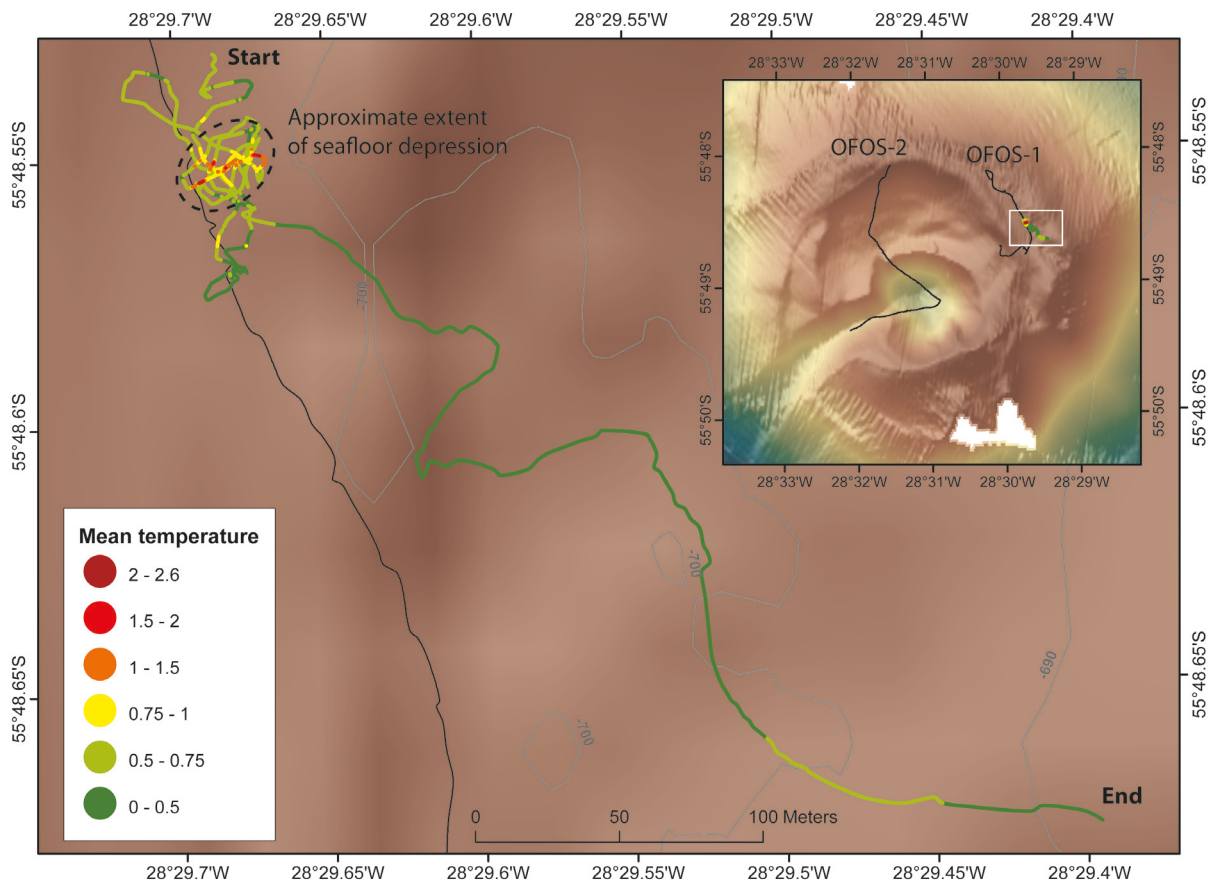 28°29.7'W 28°29.6'W 28°29.55'W 28°29.5'W 28°29.45'W 28°29.4'W
Start
Approximate extent
of seafloor depression
28°33'W 28°32'W 28°31'W 28°30'W 28°29'W
OFOS-2
OFOS-1
55°48'S
55°49'S
55°50'S
55°48'S
55°49'S
55°50'S
28°33'W 28°32'W 28°31'W 28°30'W 28°29'W
55°48.55'S
55°48.6'S
55°48.65'S
55°48.55'S
55°48.6'S
55°48.65'S
-700
-700
-700
-690
Mean temperature
2 - 2.6
1.5 - 2
1 - 1.5
0.75 - 1
0.5 - 0.75
0 - 0.5
End
0 50 100 Meters
28°29.7'W 28°29.65'W 28°29.6'W 28°29.55'W 28°29.5'W 28°29.45'W 28°29.4'W